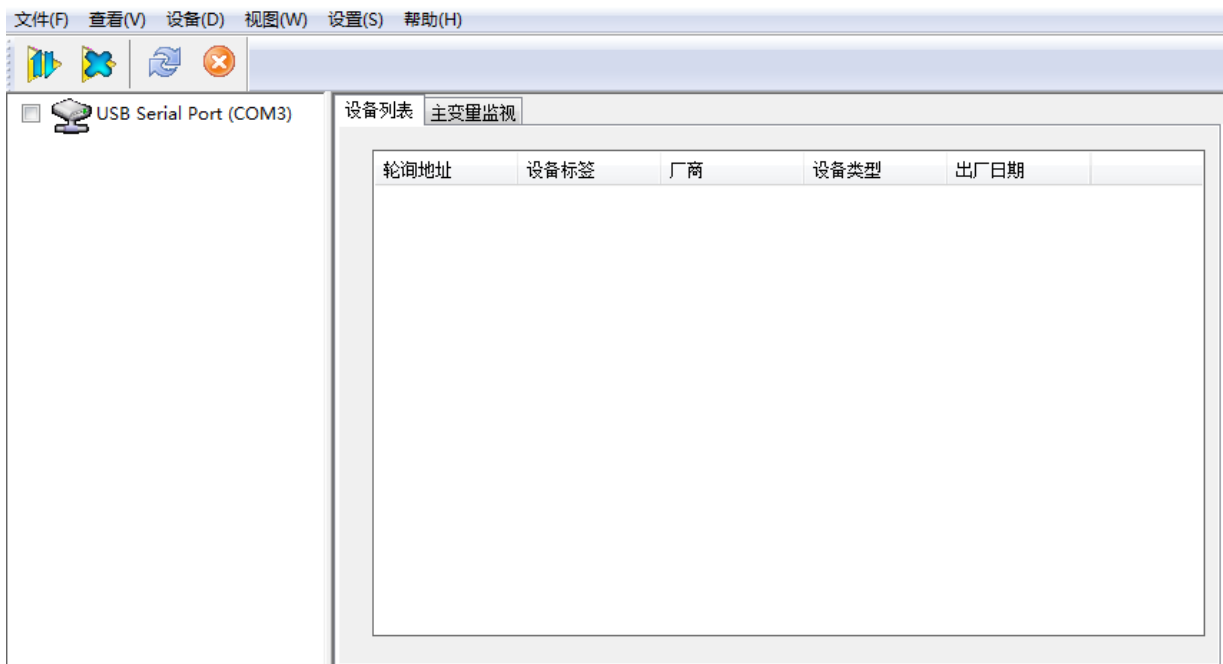 文件(F) 查看(V) 设备(D) 视图(W) 设置(S) 帮助(H)
USB Serial Port (COM3)
设备列表 主变量监视
轮询地址 设备标签 厂商 设备类型 出厂日期